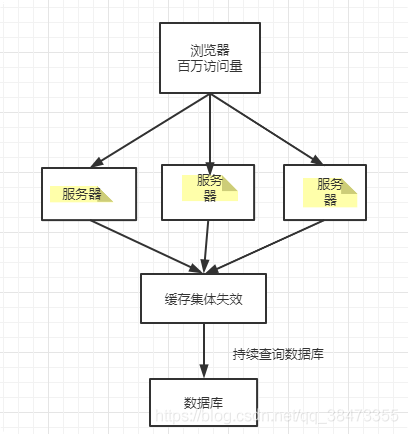 浏览器
百万访问量
服务器
服务
器
服务
器
缓存集体失效
持续查询数据库
数据库
https://blog.csdn.net/qq_38473355